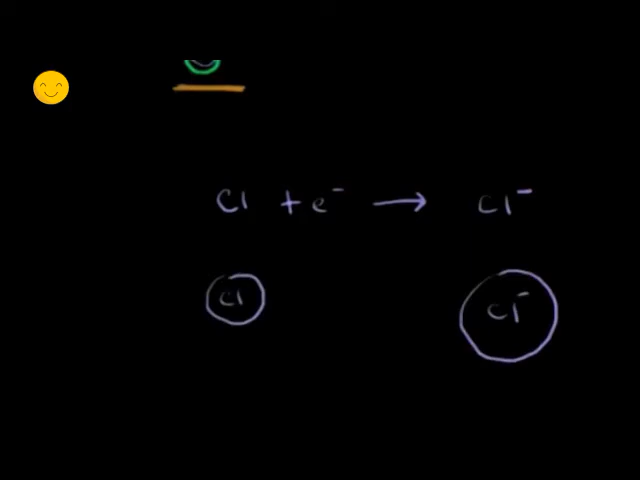 Cl + e⁻ → Cl⁻
Cl Cl⁻